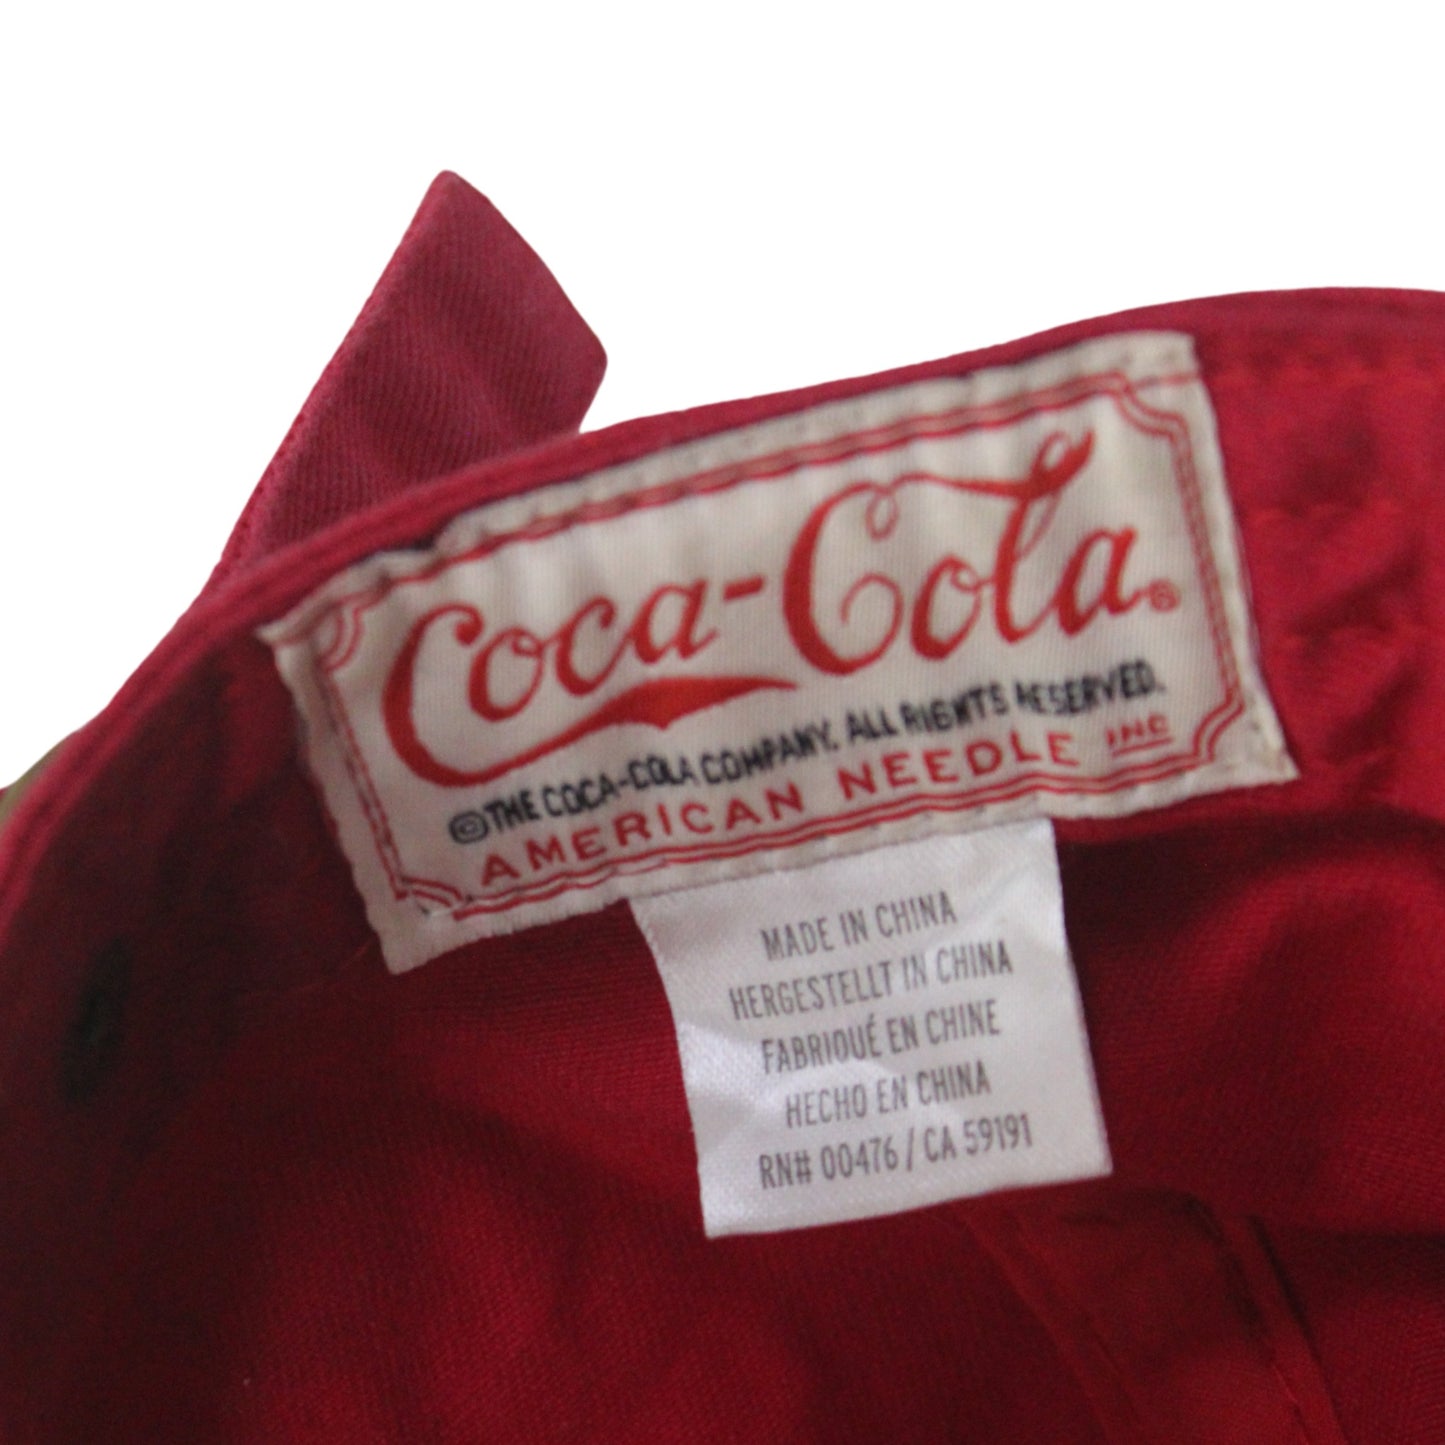 Coca-Cola®
©THE COCA-COLA COMPANY. ALL RIGHTS RESERVED.
AMERICAN NEEDLE INC
MADE IN CHINA
HERGESTELLT IN CHINA
FABRIQUÉ EN CHINE
HECHO EN CHINA
RN# 00476 / CA 59191